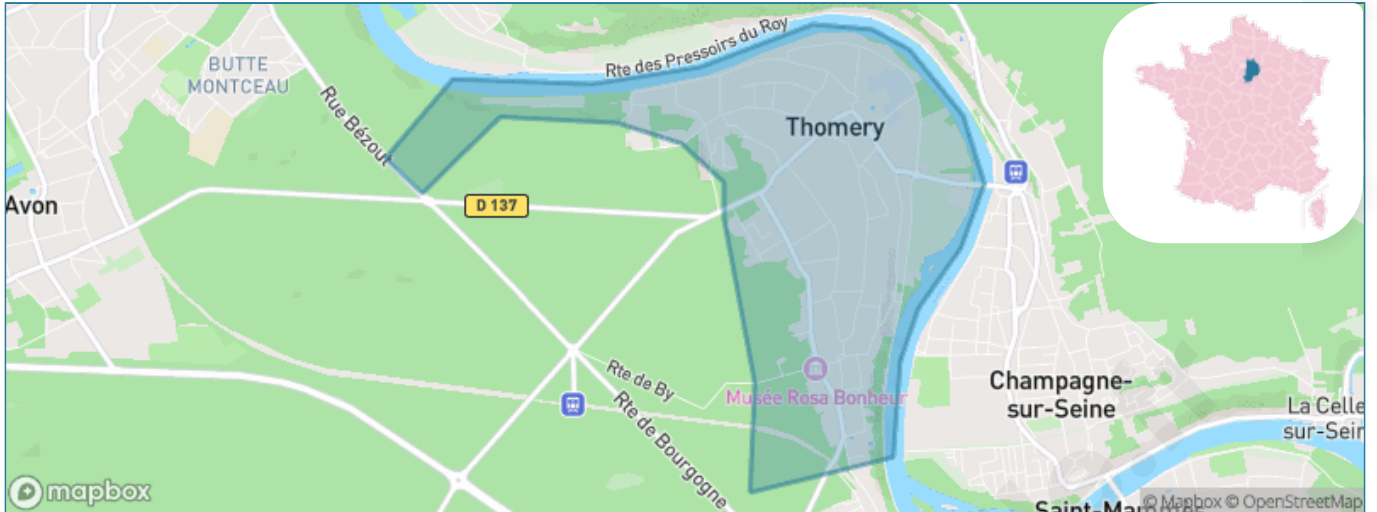 Rte des Pressoirs du Roy
BUTTE
MONTCEAU
Rue Bézout
Thomery
Avon
D 137
Rte de By
Musée Rosa Bonheur
Rte de Bourgogne
Champagne-
sur-Seine
La Celle
sur-Sein
mapbox
© Mapbox © OpenStreetMap